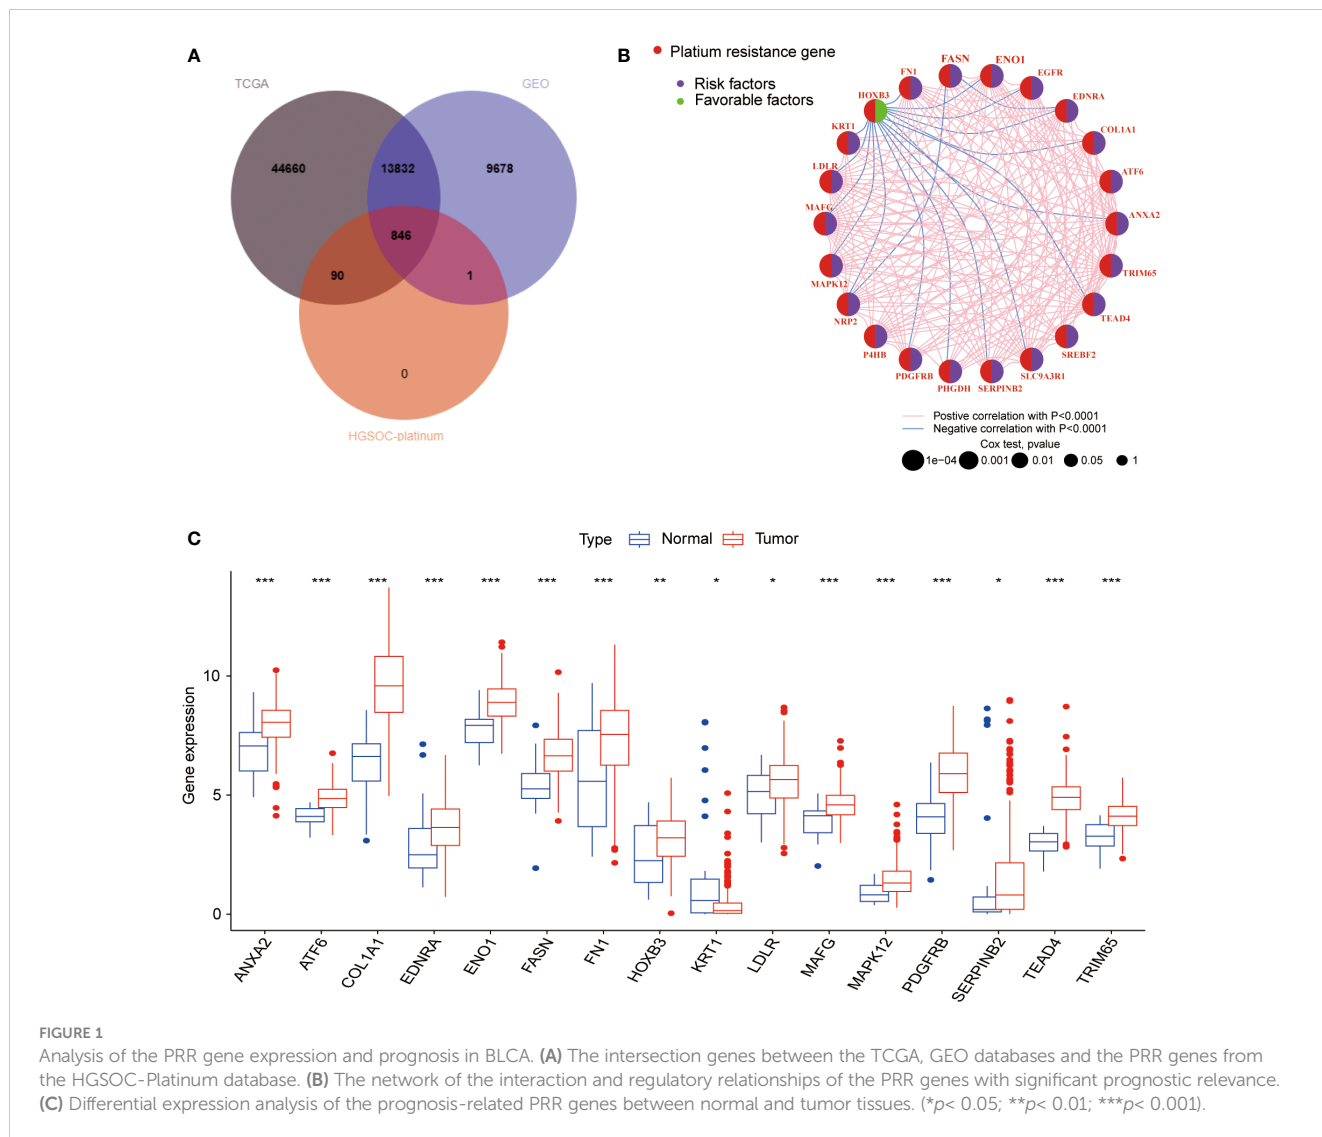 A
TCGA
GEO
44660
13832
9678
846
90
1
0
HGSOC-platinum
B
Platium resistance gene
Risk factors
Favorable factors
FASN
ENO1
FN1
EGFR
HOXB3
EDNRA
KRT1
COL1A1
LDLR
ATF6
MAFG
ANXA2
MAPK12
TRIM65
NRP2
TEAD4
P4HB
SREBF2
PDGFRB
SLC9A3R1
PHGDH
SERPINB2
Postive correlation with P<0.0001
Negative correlation with P<0.0001
Cox test, pvalue
1e−04 0.001 0.01 0.05 1
C
Type Normal Tumor
*** *** *** *** *** *** *** ** * * *** *** *** * *** ***
Gene expression
10
5
0
ANXA2 ATF6 COL1A1 EDNRA ENO1 FASN FN1 HOXB3 KRT1 LDLR MAFG MAPK12 PDGFRB SERPINB2 TEAD4 TRIM65
FIGURE 1
Analysis of the PRR gene expression and prognosis in BLCA. (A) The intersection genes between the TCGA, GEO databases and the PRR genes from
the HGSOC-Platinum database. (B) The network of the interaction and regulatory relationships of the PRR genes with significant prognostic relevance.
(C) Differential expression analysis of the prognosis-related PRR genes between normal and tumor tissues. (*p< 0.05; **p< 0.01; ***p< 0.001).